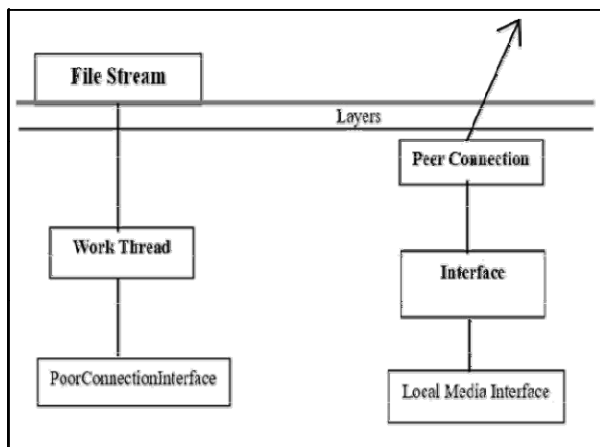 File Stream
Layers
Peer Connection
Work Thread
Interface
PoorConnectionInterface
Local Media Interface